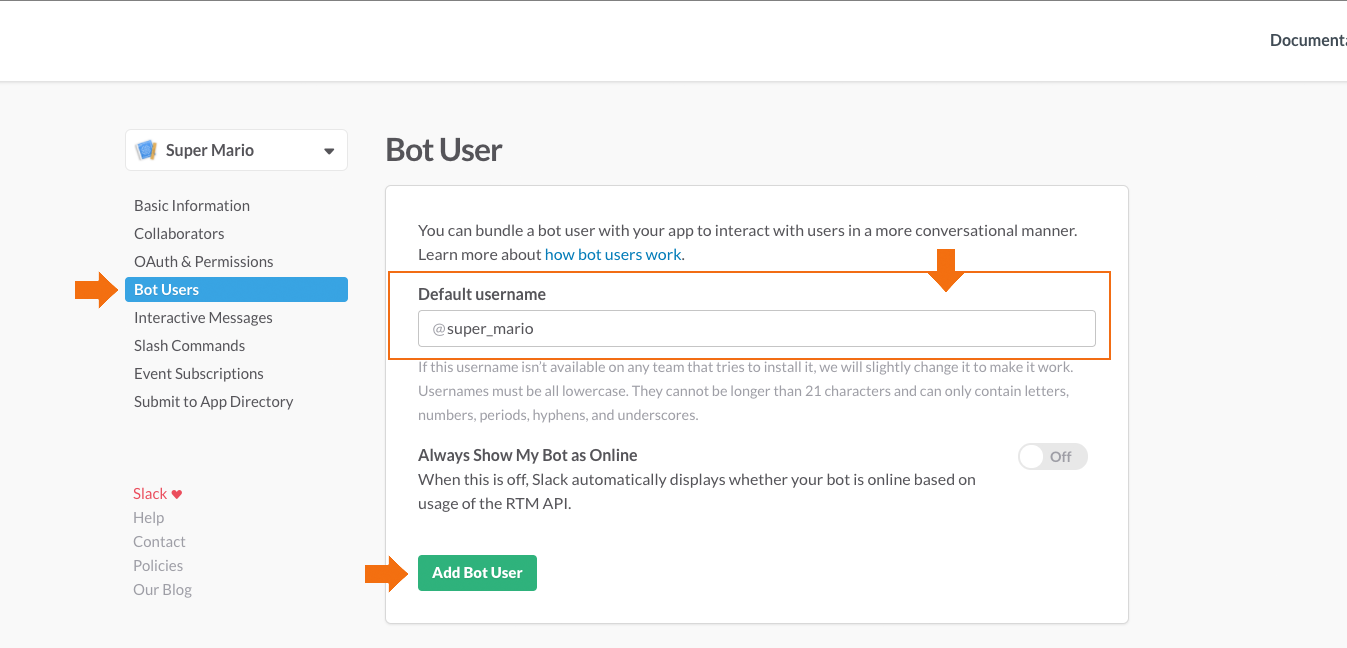 Super Mario
Basic Information
Collaborators
OAuth & Permissions
Bot Users
Interactive Messages
Slash Commands
Event Subscriptions
Submit to App Directory
Slack ♥
Help
Contact
Policies
Our Blog
Bot User
You can bundle a bot user with your app to interact with users in a more conversational manner.
Learn more about how bot users work.
Default username
@super_mario
If this username isn't available on any team that tries to install it, we will slightly change it to make it work.
Usernames must be all lowercase. They cannot be longer than 21 characters and can only contain letters,
numbers, periods, hyphens, and underscores.
Always Show My Bot as Online
Off
When this is off, Slack automatically displays whether your bot is online based on
usage of the RTM API.
Add Bot User